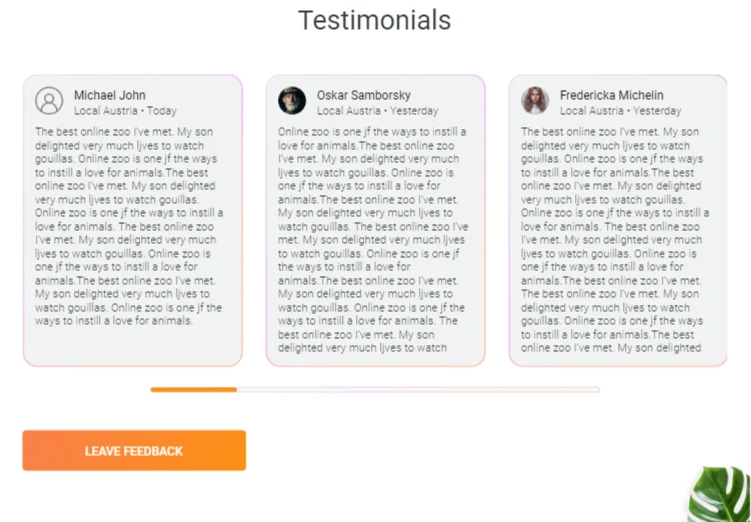 Testimonials
Michael John
Local Austria • Today
The best online zoo I've met. My son
delighted very much ljves to watch
gouillas. Online zoo is one jf the ways
to instill a love for animals.The best
online zoo I've met. My son delighted
very much ljves to watch gouillas.
Online zoo is one jf the ways to instill a
love for animals. The best online zoo
I've met. My son delighted very much
ljves to watch gouillas. Online zoo is
one jf the ways to instill a love for
animals.The best online zoo I've met.
My son delighted very much ljves to
watch gouillas. Online zoo is one jf the
ways to instill a love for animals.
Oskar Samborsky
Local Austria • Yesterday
Online zoo is one jf the ways to instill a
love for animals.The best online zoo
I've met. My son delighted very much
ljves to watch gouillas. Online zoo is
one jf the ways to instill a love for
animals.The best online zoo I've met.
My son delighted very much ljves to
watch gouillas. The best online zoo I've
met. My son delighted very much ljves
to watch gouillas. Online zoo is one jf
the ways to instill a love for
animals.The best online zoo I've met.
My son delighted very much ljves to
watch gouillas. Online zoo is one jf the
ways to instill a love for animals. The
best online zoo I've met. My son
delighted very much ljves to watch
Fredericka Michelin
Local Austria • Yesterday
The best online zoo I've met. My son
delighted very much ljves to watch
gouillas. Online zoo is one jf the ways
to instill a love for animals.The best
online zoo I've met. My son delighted
very much ljves to watch gouillas.
Online zoo is one jf the ways to instill a
love for animals. The best online zoo
I've met. My son delighted very much
ljves to watch gouillas. Online zoo is
one jf the ways to instill a love for
animals.The best online zoo I've met.
The best online zoo I've met. My son
delighted very much ljves to watch
gouillas. Online zoo is one jf the ways
to instill a love for animals.The best
online zoo I've met. My son delighted
LEAVE FEEDBACK